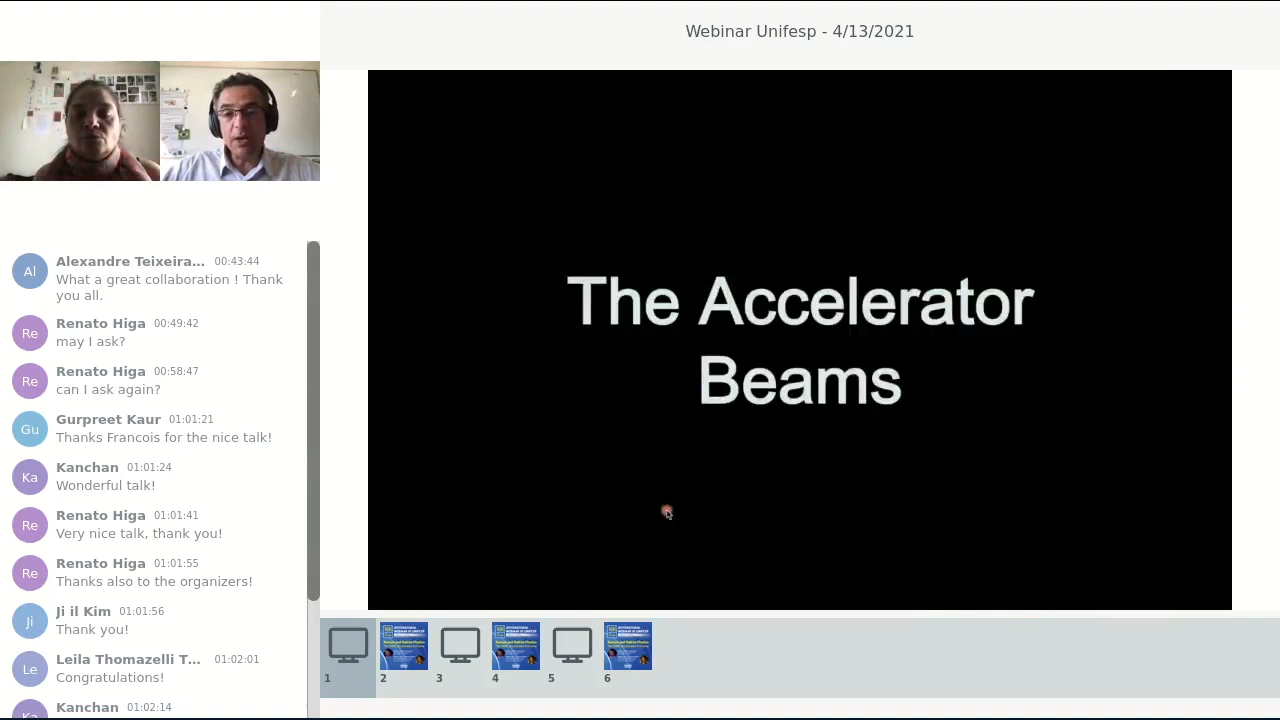 Webinar Unifesp - 4/13/2021
The Accelerator
Beams
Al
Alexandre Teixeira... 00:43:44
What a great collaboration ! Thank
you all.
Re
Renato Higa 00:49:42
may I ask?
Re
Renato Higa 00:58:47
can I ask again?
Gu
Gurpreet Kaur 01:01:21
Thanks Francois for the nice talk!
Ka
Kanchan 01:01:24
Wonderful talk!
Re
Renato Higa 01:01:41
Very nice talk, thank you!
Re
Renato Higa 01:01:55
Thanks also to the organizers!
Ji
Ji il Kim 01:01:56
Thank you!
Le
Leila Thomazelli T... 01:02:01
Congratulations!
Ka
Kanchan 01:02:14
1
2
3
4
5
6